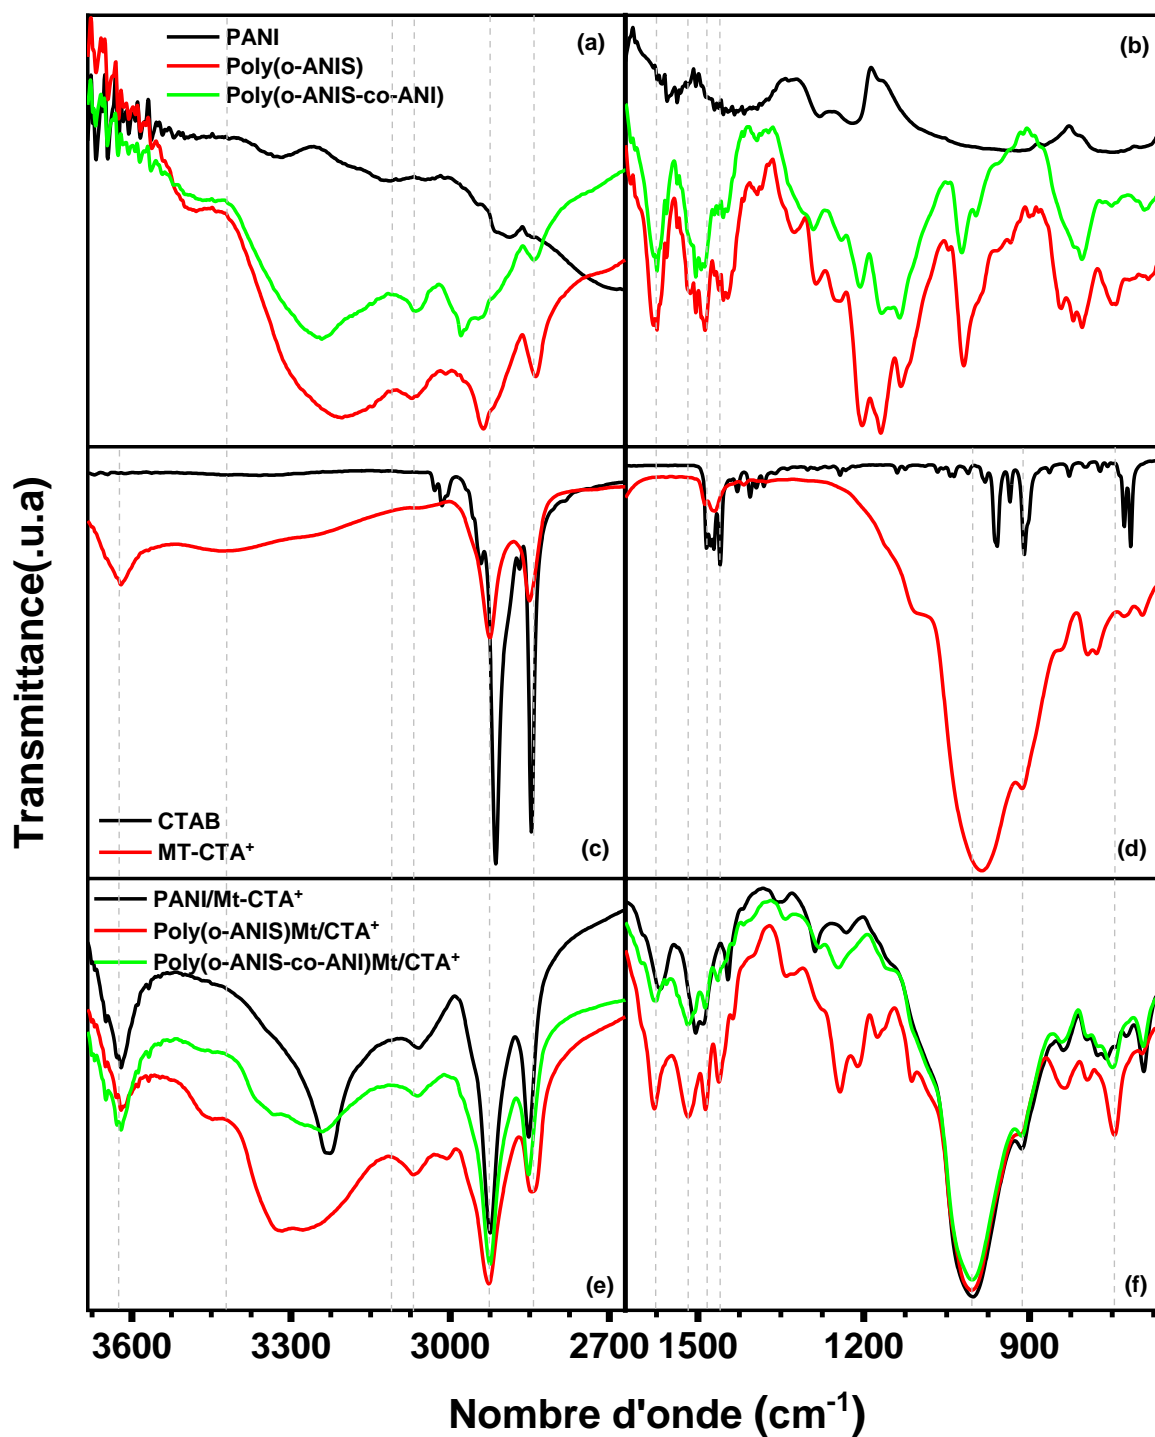 PANI
Poly(o-ANIS)
Poly(o-ANIS-co-ANI)
(a)
(b)
CTAB
MT-CTA⁺
(c)
(d)
PANI/Mt-CTA⁺
Poly(o-ANIS)Mt/CTA⁺
Poly(o-ANIS-co-ANI)Mt/CTA⁺
(e)
(f)
Transmittance(.u.a)
3600 3300 3000 2700 1500 1200 900
Nombre d'onde (cm⁻¹)